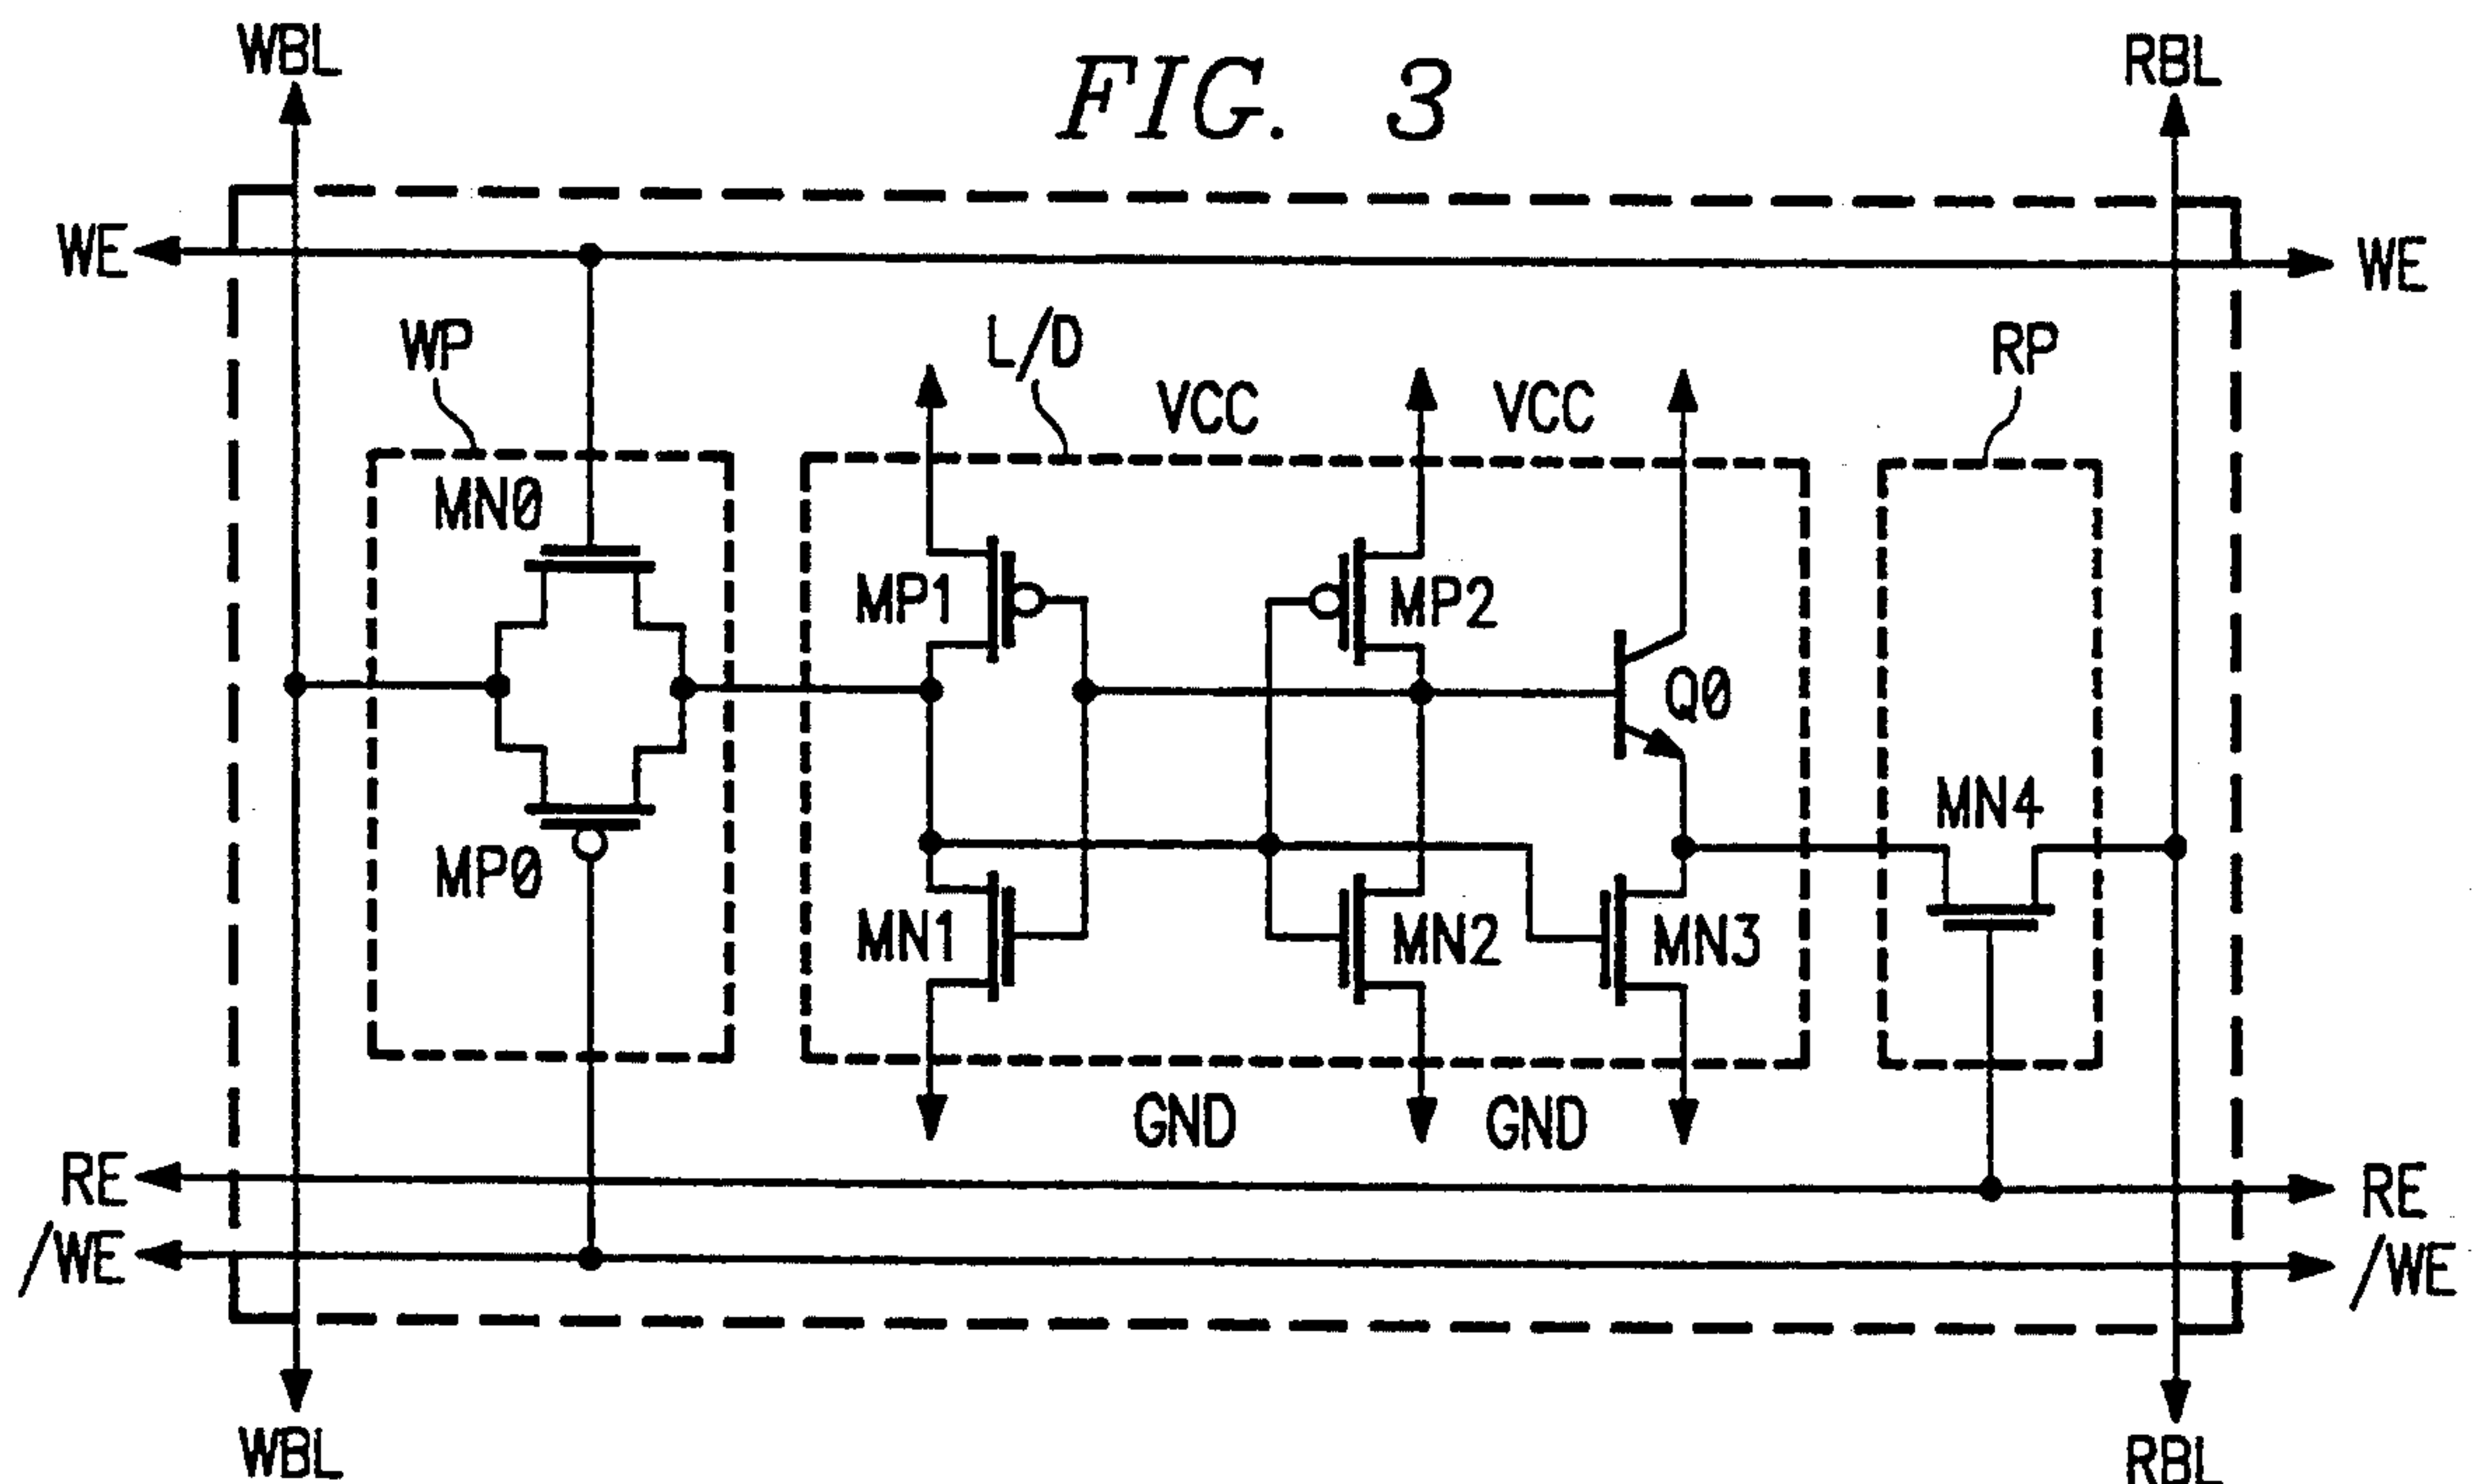 FIG. 3
WBL
RBL
WE
WE
WP
L/D
VCC
VCC
RP
MN0
MP1
MP2
Q0
MN4
MP0
MN1
MN2
MN3
GND
GND
RE
RE
/WE
/WE
WBL
RBL